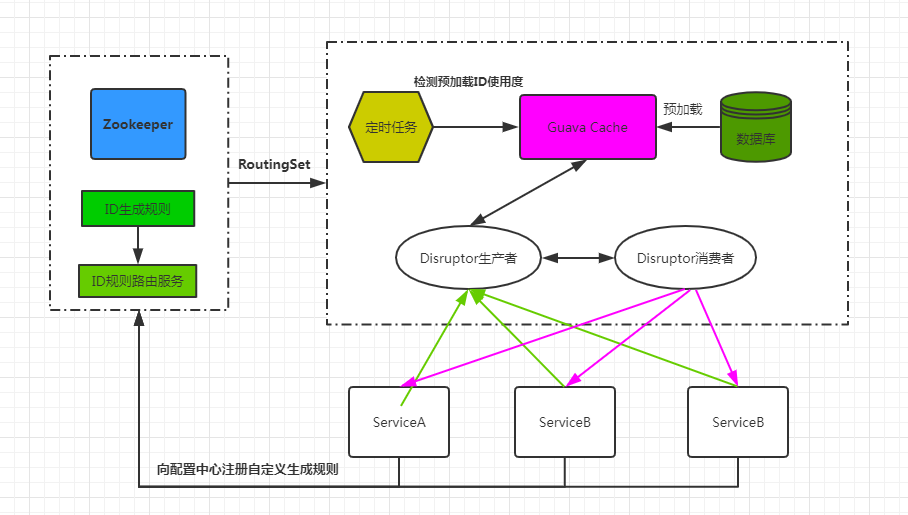 Zookeeper
ID生成规则
ID规则路由服务
RoutingSet
检测预加载ID使用度
定时任务
Guava Cache
预加载
数据库
Disruptor生产者
Disruptor消费者
ServiceA
ServiceB
ServiceB
向配置中心注册自定义生成规则